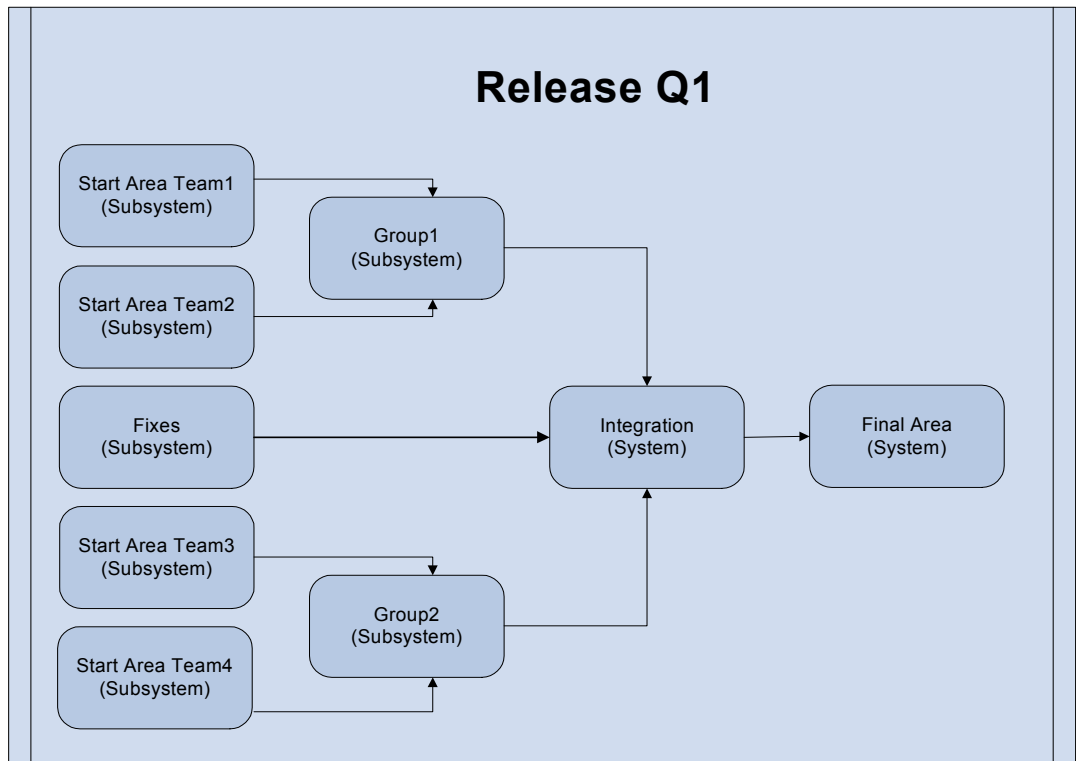 Release Q1
Start Area Team1
(Subsystem)
Group1
(Subsystem)
Start Area Team2
(Subsystem)
Fixes
(Subsystem)
Integration
(System)
Final Area
(System)
Start Area Team3
(Subsystem)
Group2
(Subsystem)
Start Area Team4
(Subsystem)